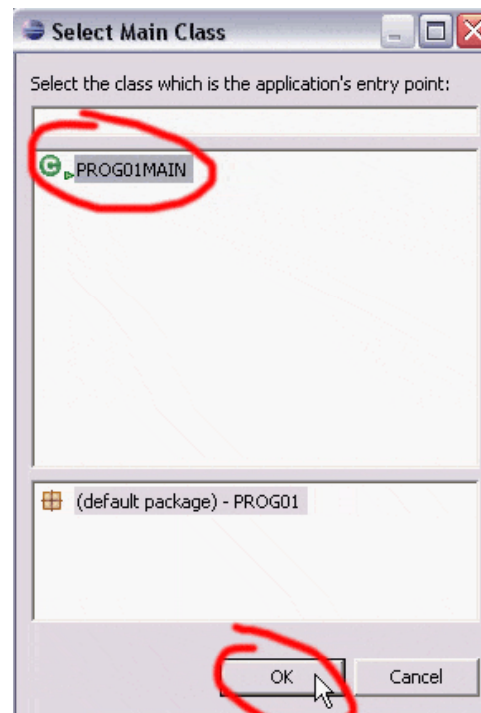 Select Main Class
Select the class which is the application's entry point:
PROG01MAIN
(default package) - PROG01
OK
Cancel